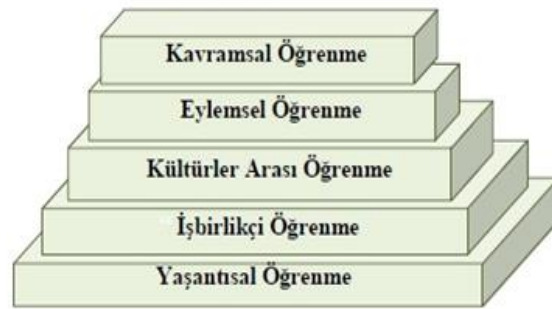 Kavramsal Öğrenme
Eylemsel Öğrenme
Kültürler Arası Öğrenme
İşbirlikçi Öğrenme
Yaşantısal Öğrenme